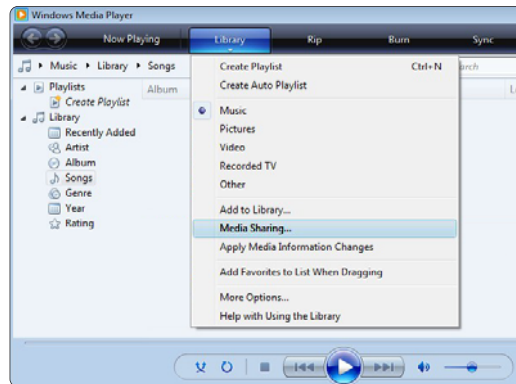 Windows Media Player
Now Playing Library Rip Burn Sync
Music Library Songs
Create Playlist Ctrl+N
Create Auto Playlist
Music
Pictures
Video
Recorded TV
Other
Add to Library...
Media Sharing...
Apply Media Information Changes
Add Favorites to List When Dragging
More Options...
Help with Using the Library
Playlists
Create Playlist
Library
Recently Added
Artist
Album
Songs
Genre
Year
Rating
Album